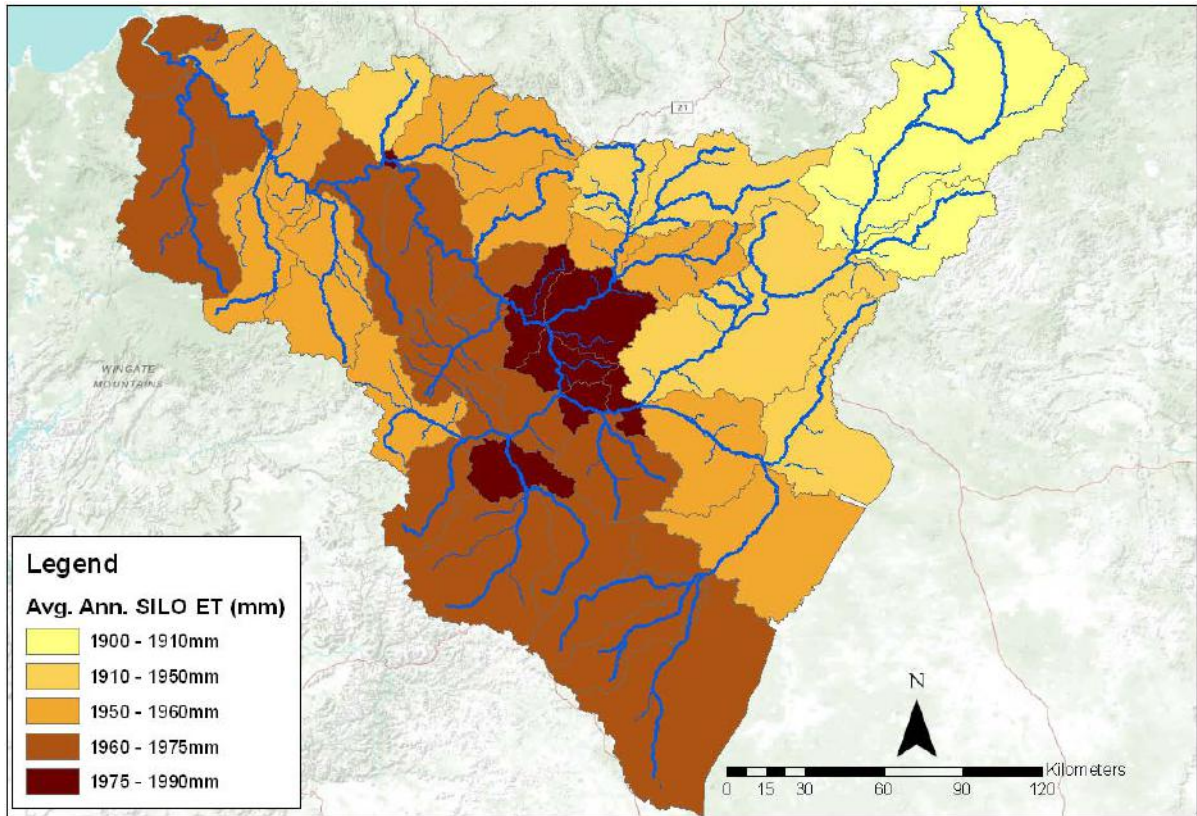 21
WINGATE
MOUNTAINS
Legend
Avg. Ann. SILO ET (mm)
1900 - 1910mm
1910 - 1950mm
1950 - 1960mm
1960 - 1975mm
1975 - 1990mm
N
Kilometers
0 15 30 60 90 120